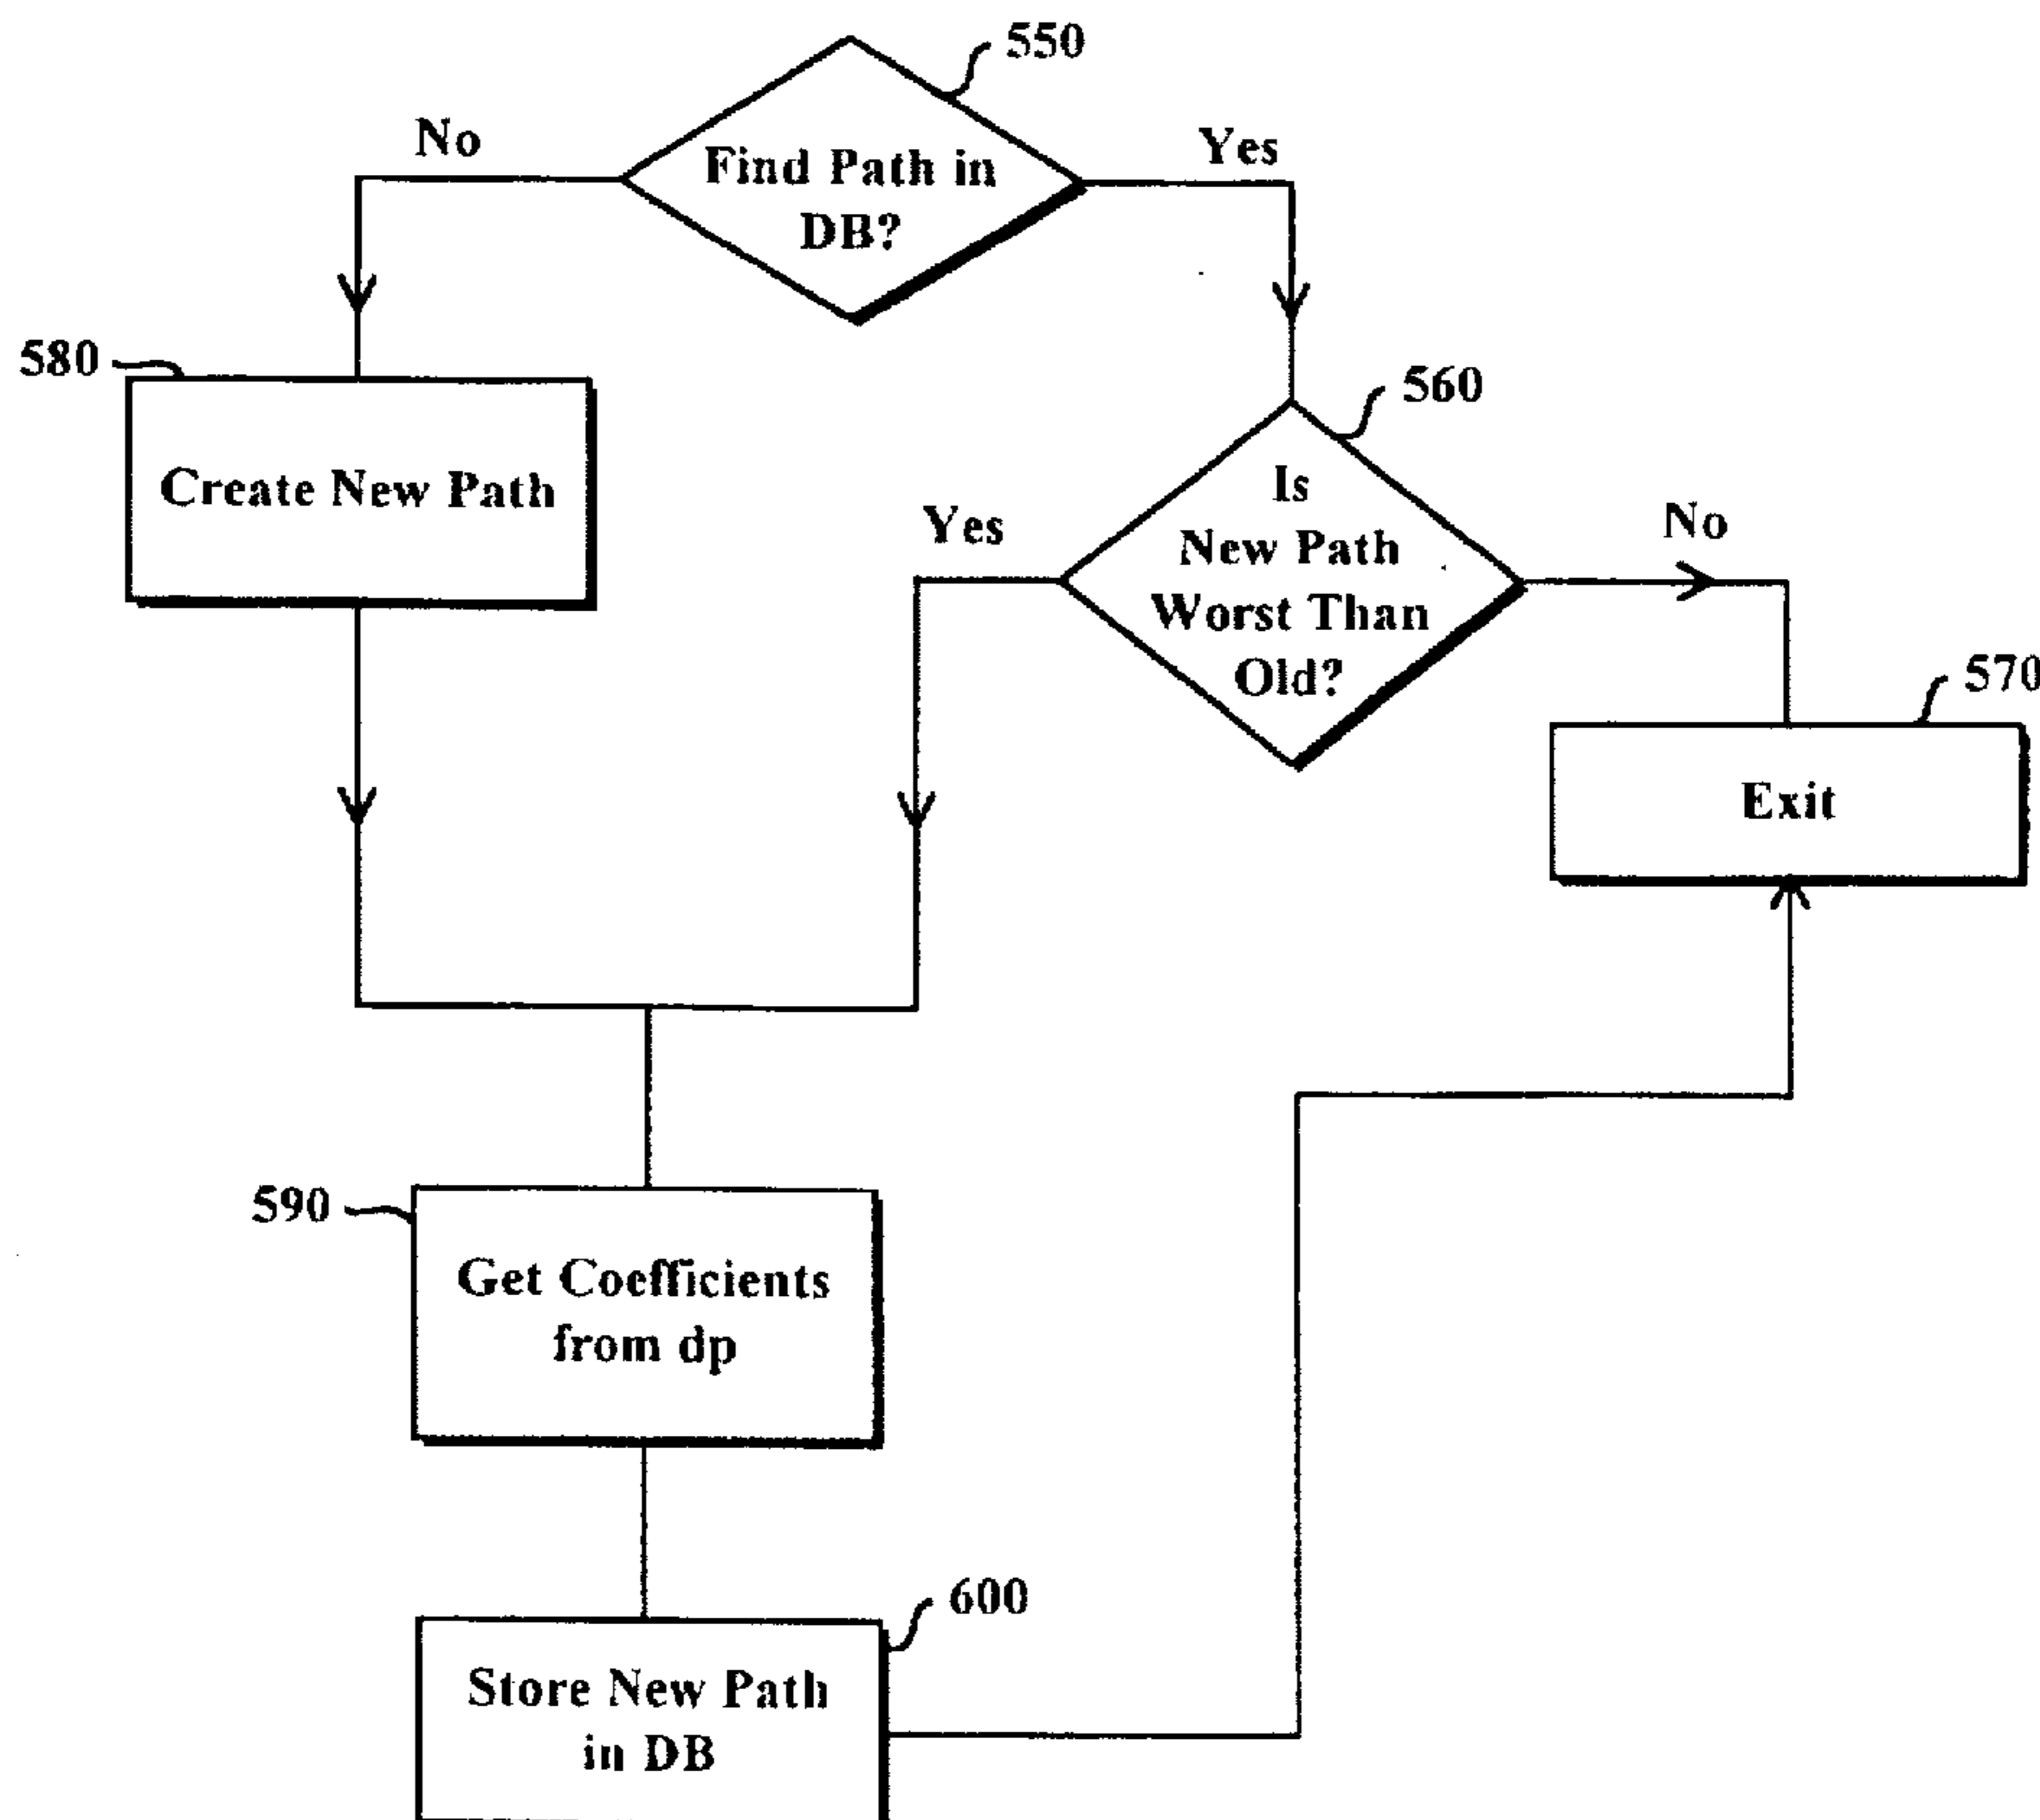 550
No
Yes
Find Path in
DB?
580
560
Create New Path
Is
New Path
Worst Than
Old?
Yes
No
570
Exit
590
Get Coefficients
from dp
600
Store New Path
in DB